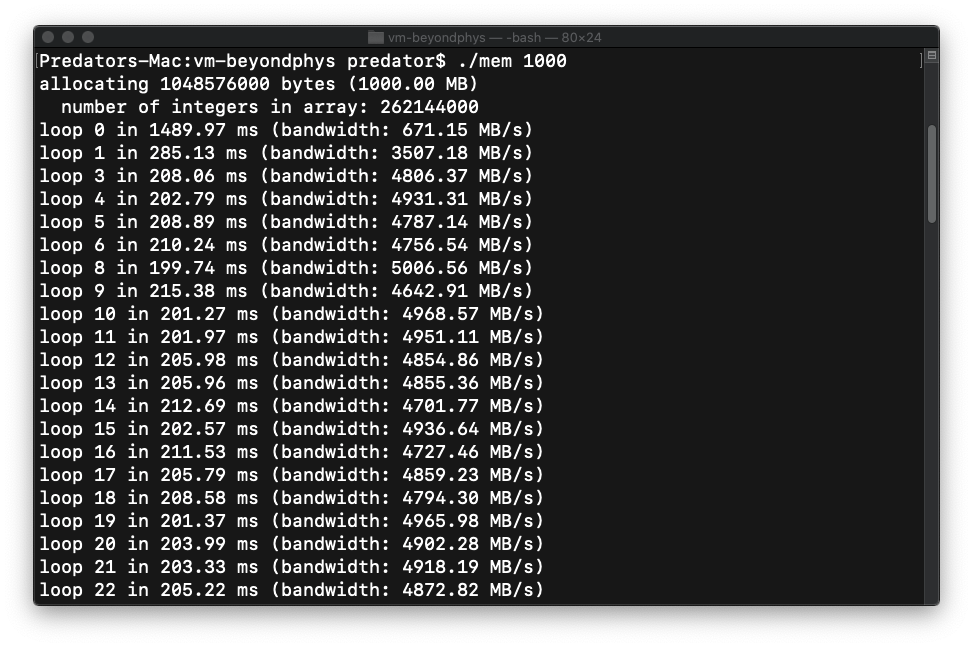 vm-beyondphys — -bash — 80×24
[Predators-Mac:vm-beyondphys predator$ ./mem 1000 ]
allocating 1048576000 bytes (1000.00 MB)
  number of integers in array: 262144000
loop 0 in 1489.97 ms (bandwidth: 671.15 MB/s)
loop 1 in 285.13 ms (bandwidth: 3507.18 MB/s)
loop 3 in 208.06 ms (bandwidth: 4806.37 MB/s)
loop 4 in 202.79 ms (bandwidth: 4931.31 MB/s)
loop 5 in 208.89 ms (bandwidth: 4787.14 MB/s)
loop 6 in 210.24 ms (bandwidth: 4756.54 MB/s)
loop 8 in 199.74 ms (bandwidth: 5006.56 MB/s)
loop 9 in 215.38 ms (bandwidth: 4642.91 MB/s)
loop 10 in 201.27 ms (bandwidth: 4968.57 MB/s)
loop 11 in 201.97 ms (bandwidth: 4951.11 MB/s)
loop 12 in 205.98 ms (bandwidth: 4854.86 MB/s)
loop 13 in 205.96 ms (bandwidth: 4855.36 MB/s)
loop 14 in 212.69 ms (bandwidth: 4701.77 MB/s)
loop 15 in 202.57 ms (bandwidth: 4936.64 MB/s)
loop 16 in 211.53 ms (bandwidth: 4727.46 MB/s)
loop 17 in 205.79 ms (bandwidth: 4859.23 MB/s)
loop 18 in 208.58 ms (bandwidth: 4794.30 MB/s)
loop 19 in 201.37 ms (bandwidth: 4965.98 MB/s)
loop 20 in 203.99 ms (bandwidth: 4902.28 MB/s)
loop 21 in 203.33 ms (bandwidth: 4918.19 MB/s)
loop 22 in 205.22 ms (bandwidth: 4872.82 MB/s)